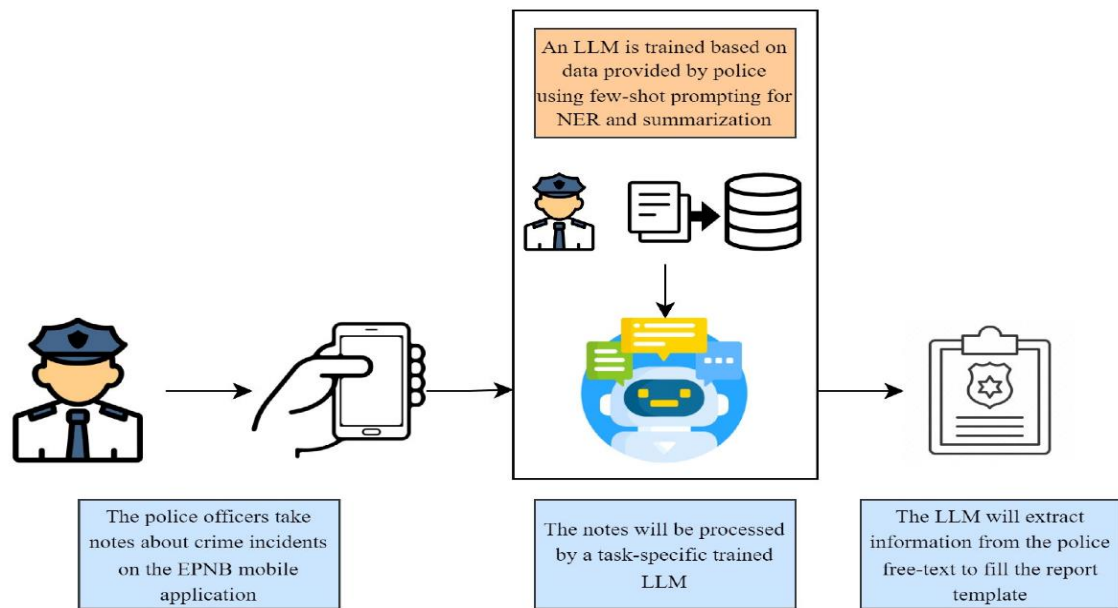 An LLM is trained based on
data provided by police
using few-shot prompting for
NER and summarization
The police officers take
notes about crime incidents
on the EPNB mobile
application
The notes will be processed
by a task-specific trained
LLM
The LLM will extract
information from the police
free-text to fill the report
template